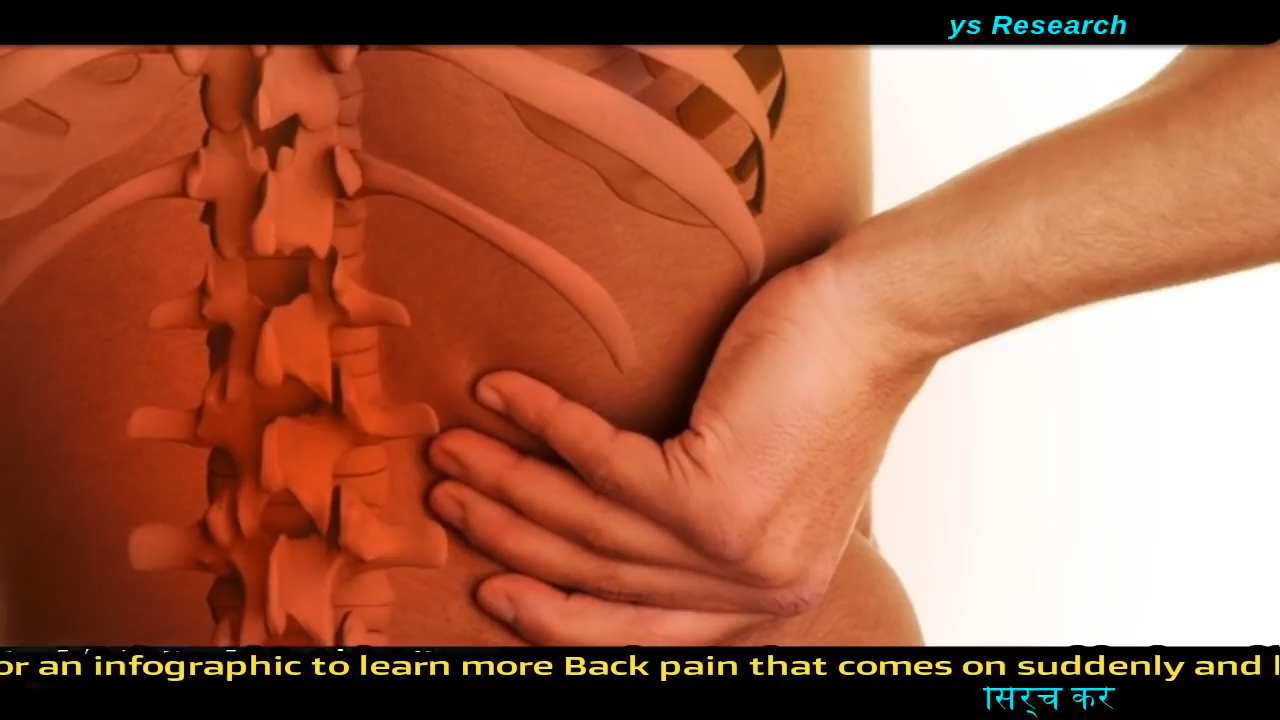 ys Research
or an infographic to learn more Back pain that comes on suddenly and
सिर्च कर